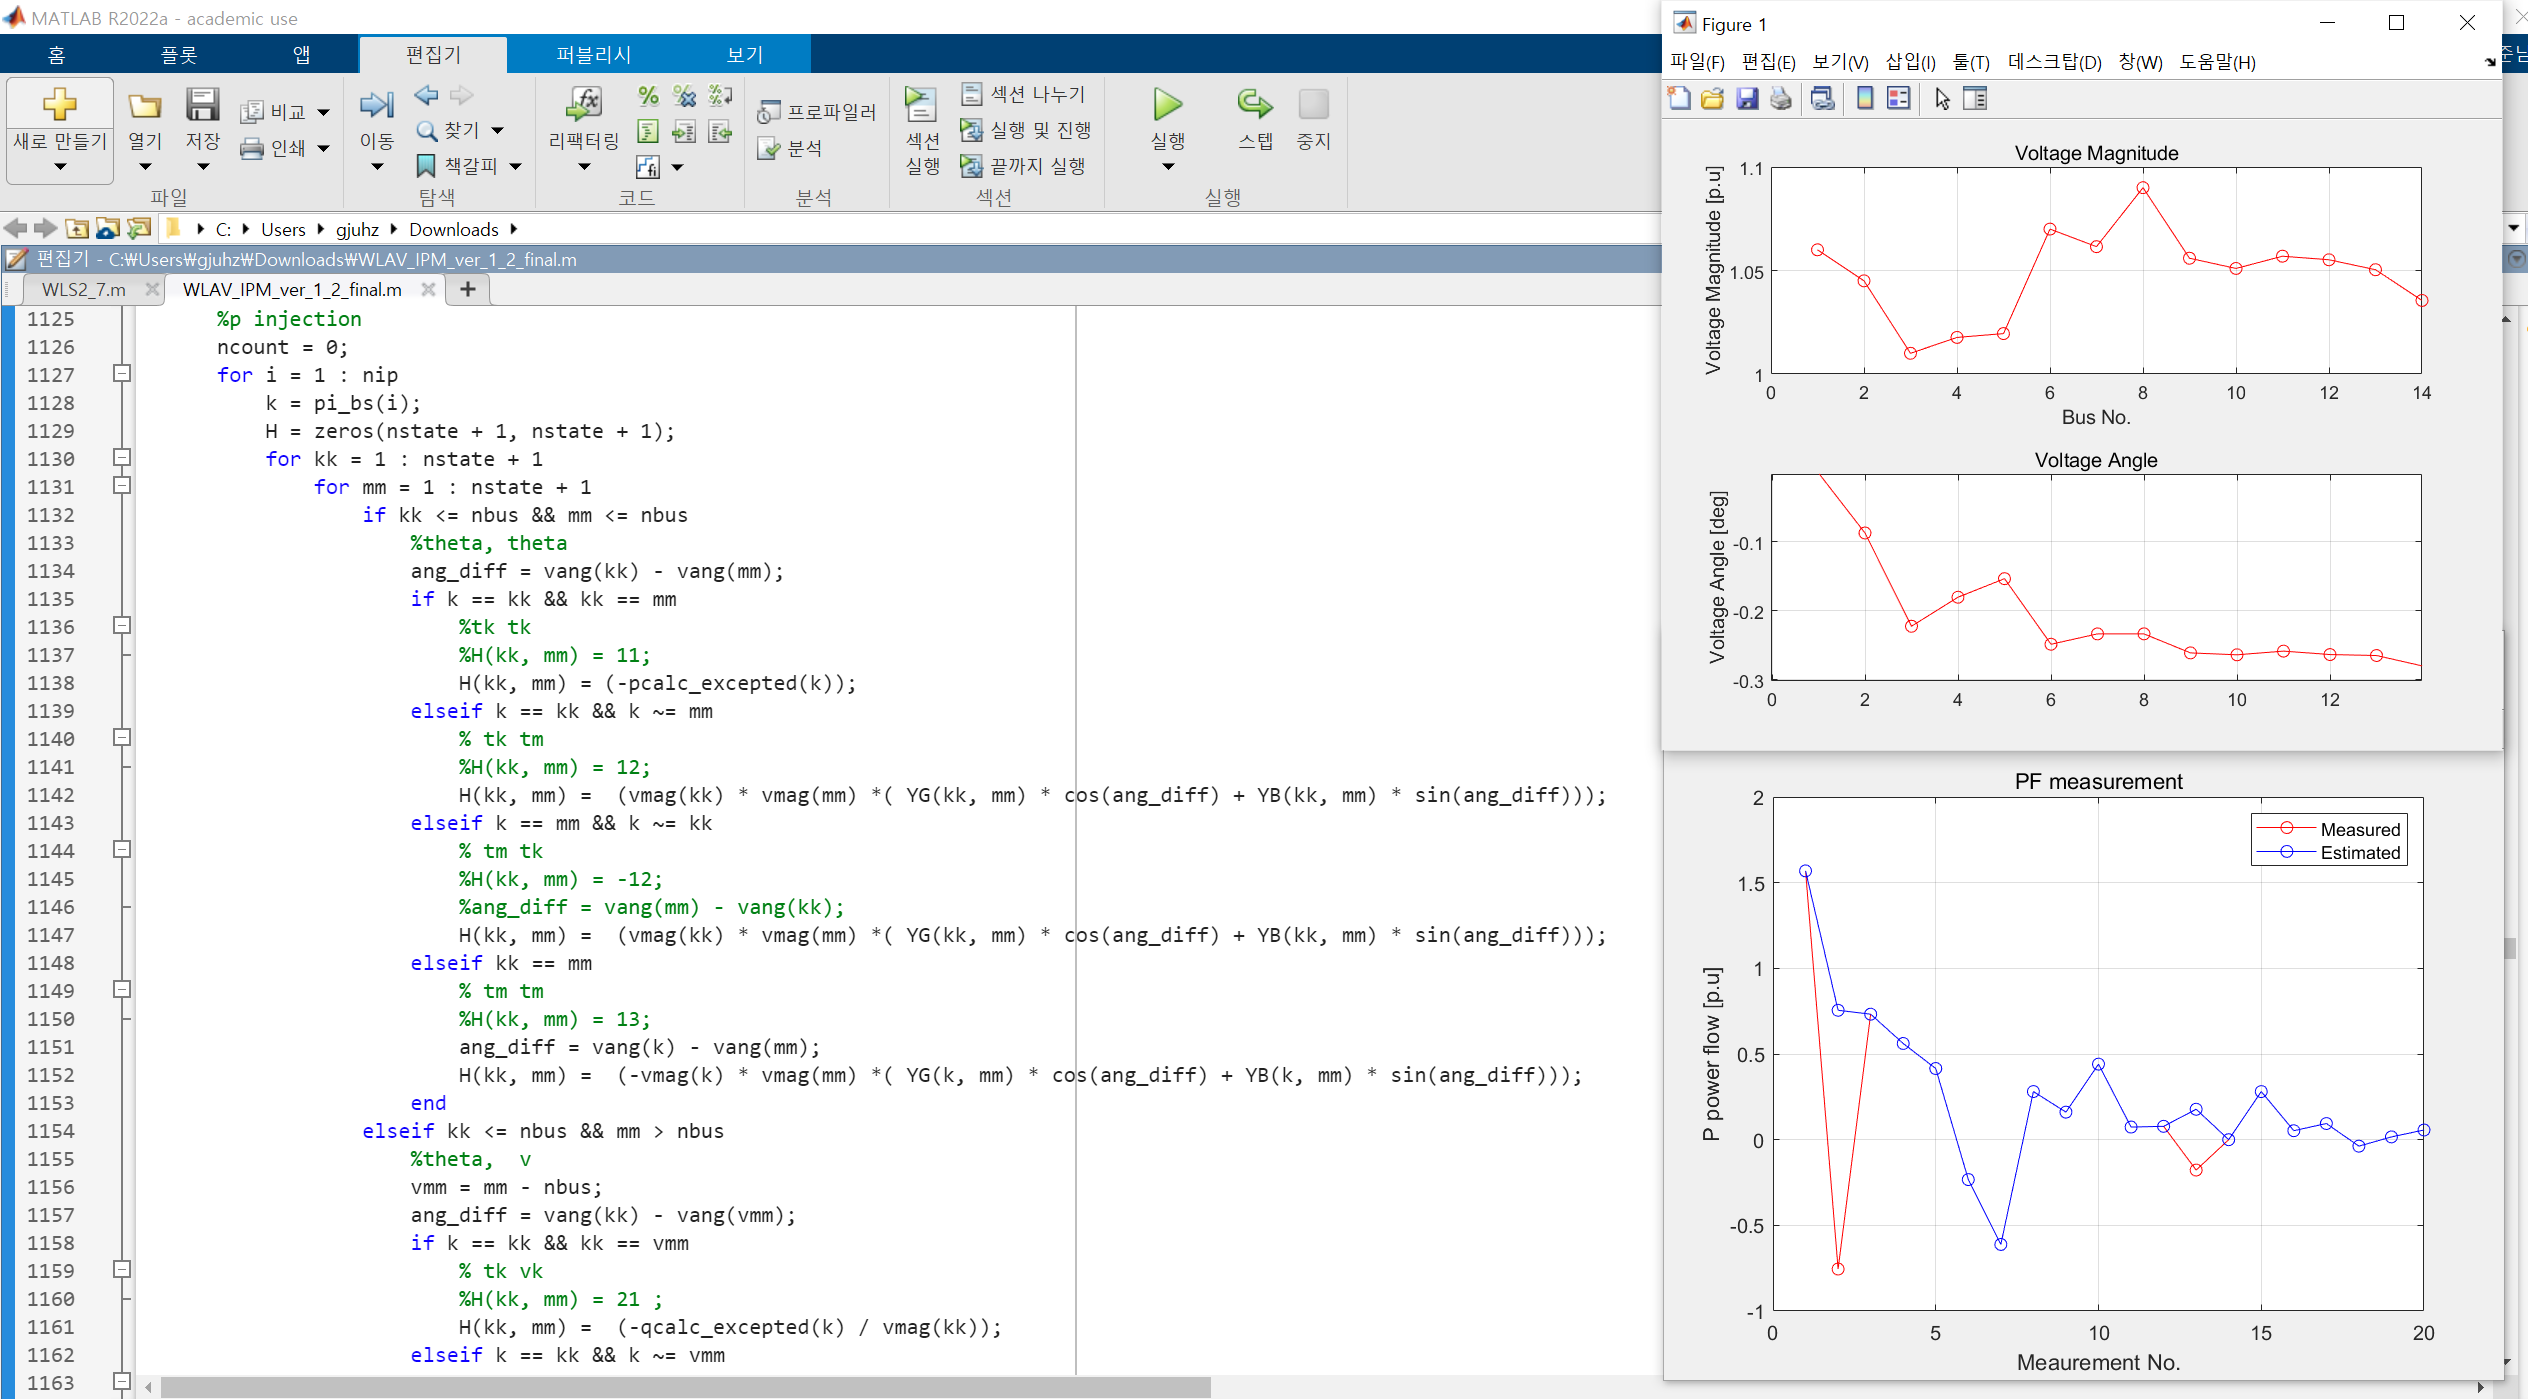 MATLAB R2022a - academic use
홈 플롯 앱 편집기 퍼블리시 보기
새로 만들기 열기 저장 비교 인쇄 이동 찾기 책갈피 리팩터링 프로파일러 분석 섹션 실행 섹션 나누기 실행 및 진행 끝까지 실행 실행 스텝 중지
파일 탐색 코드 분석 섹션 실행
C: Users gjuhz Downloads
편집기 - C:₩Users₩gjuhz₩Downloads₩WLAV_IPM_ver_1_2_final.m
WLS2_7.m WLAV_IPM_ver_1_2_final.m +
1125 %p injection
1126 ncount = 0;
1127 for i = 1 : nip
1128 k = pi_bs(i);
1129 H = zeros(nstate + 1, nstate + 1);
1130 for kk = 1 : nstate + 1
1131 for mm = 1 : nstate + 1
1132 if kk <= nbus && mm <= nbus
1133 %theta, theta
1134 ang_diff = vang(kk) - vang(mm);
1135 if k == kk && kk == mm
1136 %tk tk
1137 %H(kk, mm) = 11;
1138 H(kk, mm) = (-pcalc_excepted(k));
1139 elseif k == kk && k ~= mm
1140 % tk tm
1141 %H(kk, mm) = 12;
1142 H(kk, mm) =  (vmag(kk) * vmag(mm) *( YG(kk, mm) * cos(ang_diff) + YB(kk, mm) * sin(ang_diff)));
1143 elseif k == mm && k ~= kk
1144 % tm tk
1145 %H(kk, mm) = -12;
1146 %ang_diff = vang(mm) - vang(kk);
1147 H(kk, mm) =  (vmag(kk) * vmag(mm) *( YG(kk, mm) * cos(ang_diff) + YB(kk, mm) * sin(ang_diff)));
1148 elseif kk == mm
1149 % tm tm
1150 %H(kk, mm) = 13;
1151 ang_diff = vang(k) - vang(mm);
1152 H(kk, mm) =  (-vmag(k) * vmag(mm) *( YG(k, mm) * cos(ang_diff) + YB(k, mm) * sin(ang_diff)));
1153 end
1154 elseif kk <= nbus && mm > nbus
1155 %theta,  v
1156 vmm = mm - nbus;
1157 ang_diff = vang(kk) - vang(vmm);
1158 if k == kk && kk == vmm
1159 % tk vk
1160 %H(kk, mm) = 21 ;
1161 H(kk, mm) =  (-qcalc_excepted(k) / vmag(kk));
1162 elseif k == kk && k ~= vmm
1163
Figure 1
파일(F) 편집(E) 보기(V) 삽입(I) 툴(T) 데스크탑(D) 창(W) 도움말(H)
Voltage Magnitude
Voltage Magnitude [p.u]
1.1
1.05
1
0 2 4 6 8 10 12 14
Bus No.
Voltage Angle
Voltage Angle [deg]
-0.1
-0.2
-0.3
0 2 4 6 8 10 12
PF measurement
Measured
Estimated
P power flow [p.u]
2
1.5
1
0.5
0
-0.5
-1
0 5 10 15 20
Meaurement No.